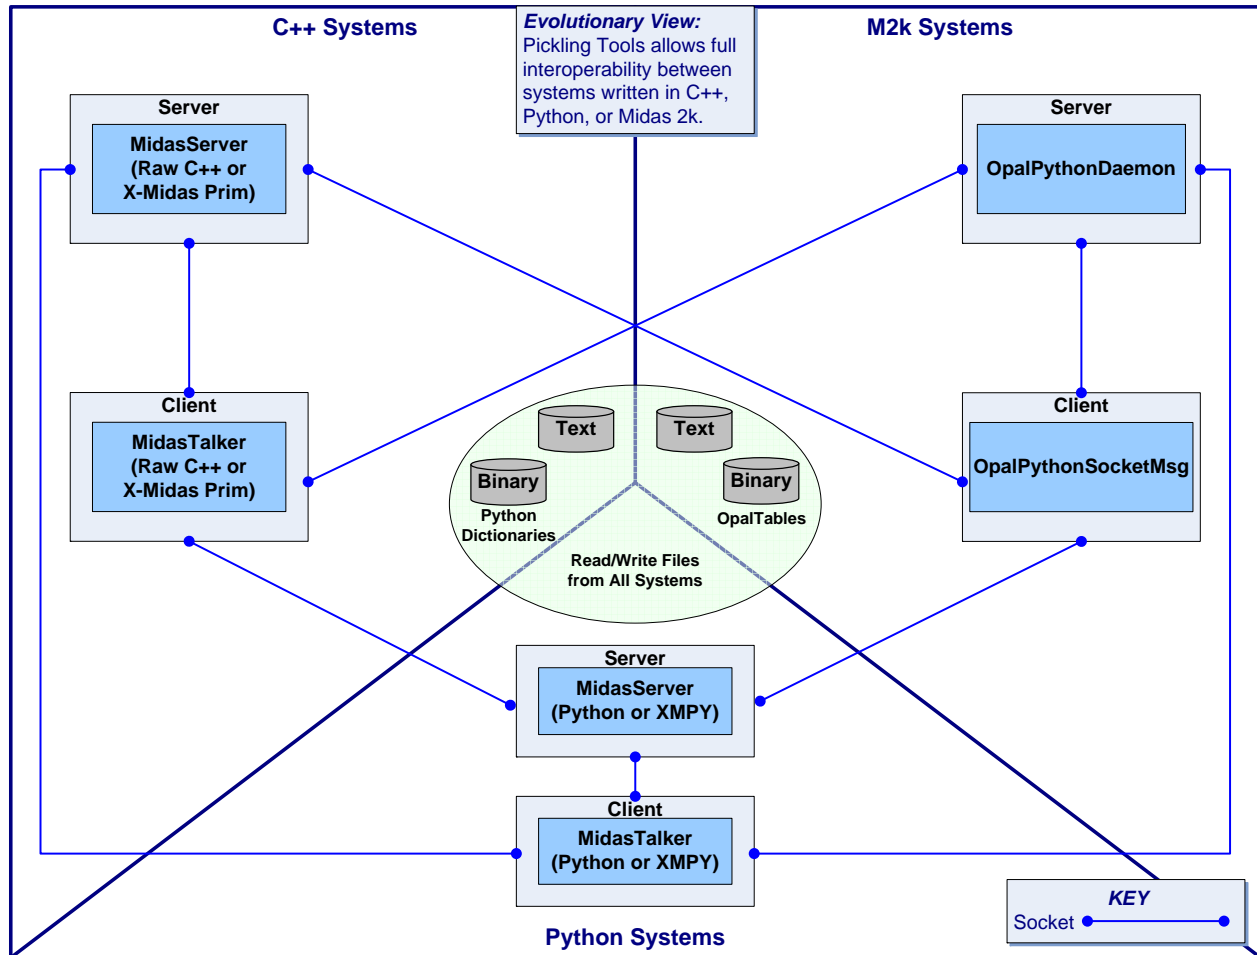 C++ Systems
Evolutionary View:
Pickling Tools allows full
interoperability between
systems written in C++,
Python, or Midas 2k.
M2k Systems
Server
MidasServer
(Raw C++ or
X-Midas Prim)
Server
OpalPythonDaemon
Client
MidasTalker
(Raw C++ or
X-Midas Prim)
Client
OpalPythonSocketMsg
Text
Text
Binary
Binary
Python
Dictionaries
OpalTables
Read/Write Files
from All Systems
Server
MidasServer
(Python or XMPY)
Client
MidasTalker
(Python or XMPY)
Python Systems
KEY
Socket